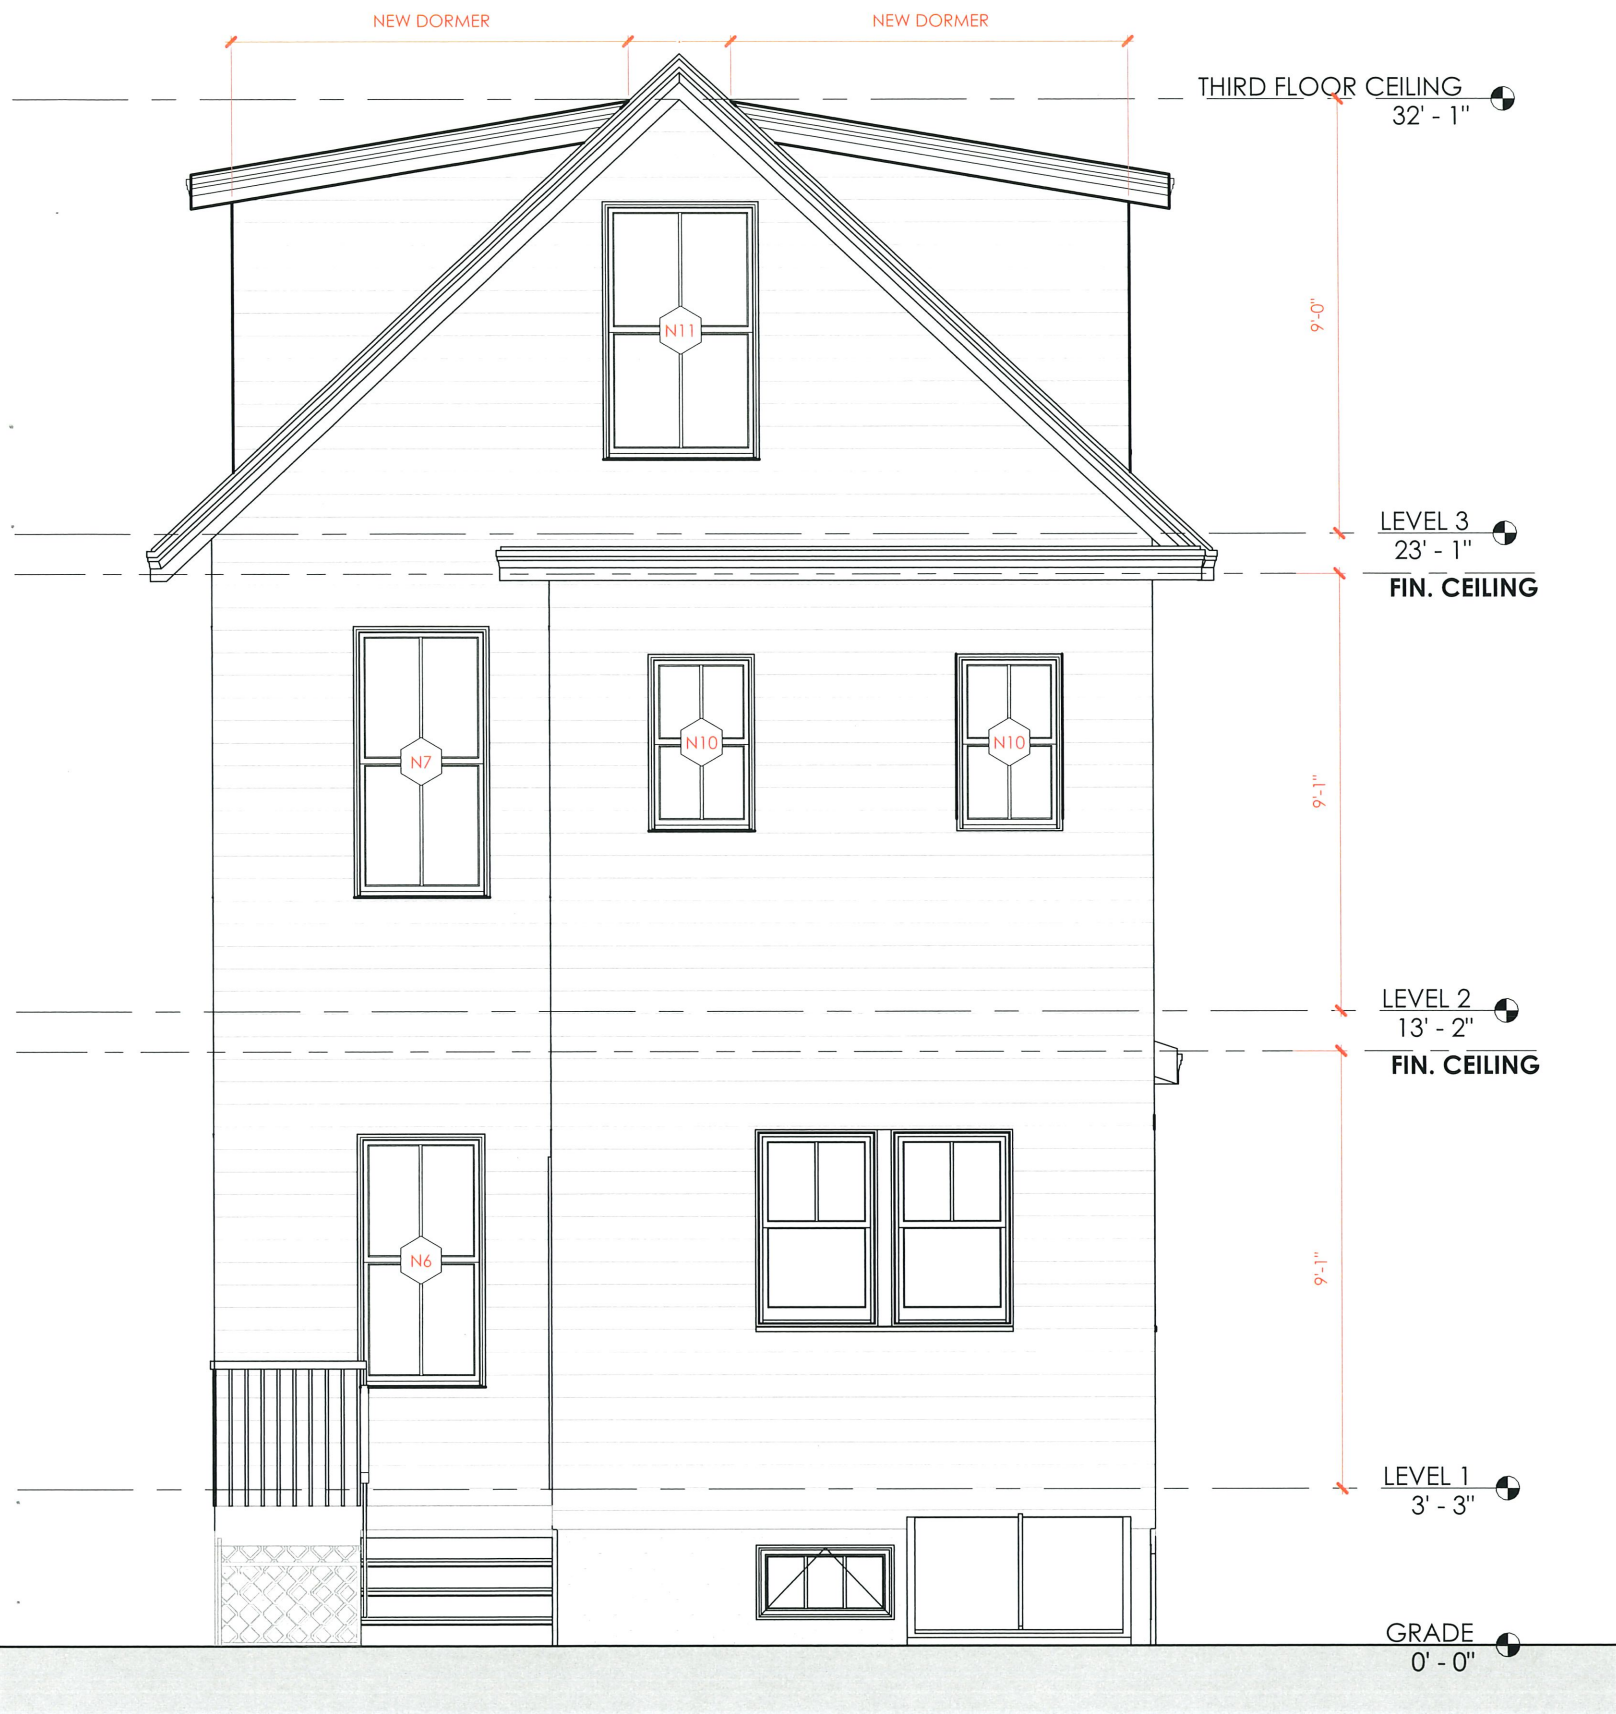 NEW DORMER
NEW DORMER
THIRD FLOOR CEILING
32' - 1"
N11
9'-0"
LEVEL 3
23' - 1"
FIN. CEILING
N7
N10
N10
9'-1"
LEVEL 2
13' - 2"
FIN. CEILING
N6
9'-1"
LEVEL 1
3' - 3"
GRADE
0' - 0"